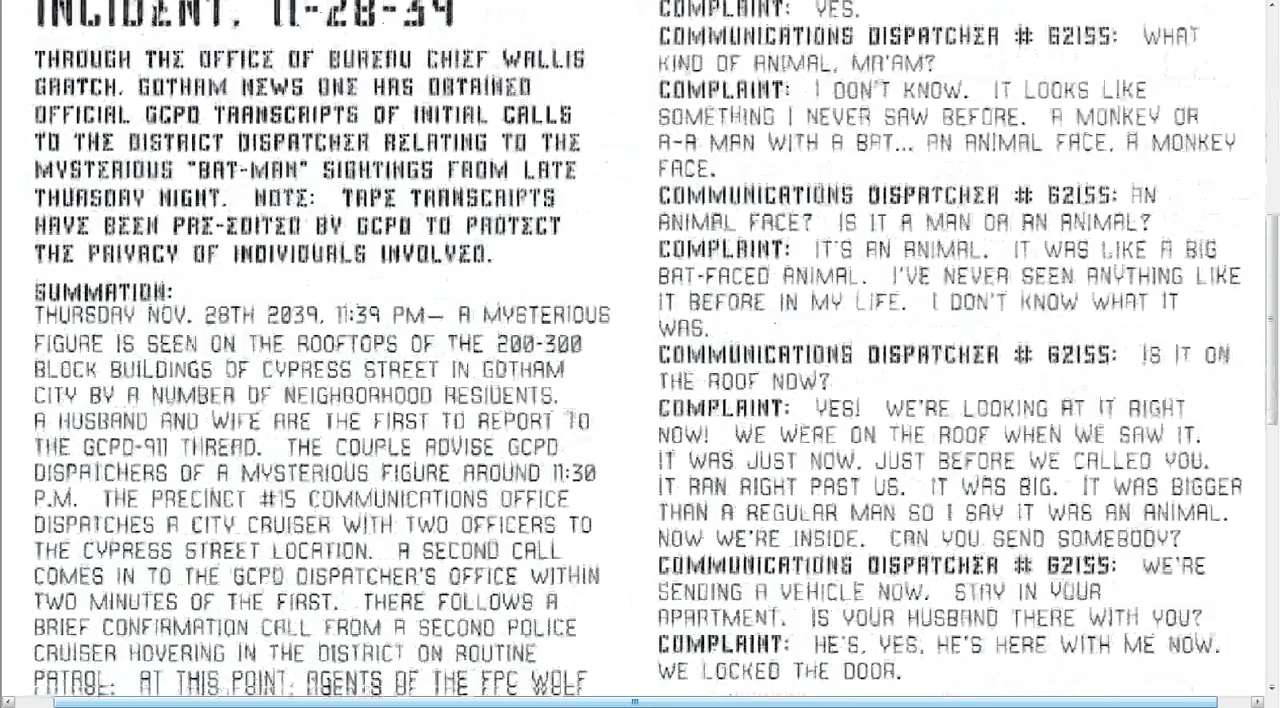 INCIDENT, 11-28-39
THROUGH THE OFFICE OF BUREAU CHIEF WALLIS
GRATCH, GOTHAM NEWS ONE HAS OBTAINED
OFFICIAL GCPD TRANSCRIPTS OF INITIAL CALLS
TO THE DISTRICT DISPATCHER RELATING TO THE
MYSTERIOUS "BAT-MAN" SIGHTINGS FROM LATE
THURSDAY NIGHT. NOTE: TAPE TRANSCRIPTS
HAVE BEEN PRE-EDITED BY GCPD TO PROTECT
THE PRIVACY OF INDIVIDUALS INVOLVED.
SUMMATION:
THURSDAY NOV. 28TH 2039, 11:39 PM— A MYSTERIOUS
FIGURE IS SEEN ON THE ROOFTOPS OF THE 200-300
BLOCK BUILDINGS OF CYPRESS STREET IN GOTHAM
CITY BY A NUMBER OF NEIGHBORHOOD RESIDENTS.
A HUSBAND AND WIFE ARE THE FIRST TO REPORT TO
THE GCPD-911 THREAD. THE COUPLE ADVISE GCPD
DISPATCHERS OF A MYSTERIOUS FIGURE AROUND 11:30
P.M. THE PRECINCT #15 COMMUNICATIONS OFFICE
DISPATCHES A CITY CRUISER WITH TWO OFFICERS TO
THE CYPRESS STREET LOCATION. A SECOND CALL
COMES IN TO THE GCPD DISPATCHER'S OFFICE WITHIN
TWO MINUTES OF THE FIRST. THERE FOLLOWS A
BRIEF CONFIRMATION CALL FROM A SECOND POLICE
CRUISER HOVERING IN THE DISTRICT ON ROUTINE
PATROL: AT THIS POINT, AGENTS OF THE FPC WOLF
COMPLAINT: YES.
COMMUNICATIONS DISPATCHER # 62155: WHAT
KIND OF ANIMAL, MA'AM?
COMPLAINT: I DON'T KNOW. IT LOOKS LIKE
SOMETHING I NEVER SAW BEFORE. A MONKEY OR
A-A MAN WITH A BAT... AN ANIMAL FACE, A MONKEY
FACE.
COMMUNICATIONS DISPATCHER # 62155: AN
ANIMAL FACE? IS IT A MAN OR AN ANIMAL?
COMPLAINT: IT'S AN ANIMAL. IT WAS LIKE A BIG
BAT-FACED ANIMAL. I'VE NEVER SEEN ANYTHING LIKE
IT BEFORE IN MY LIFE. I DON'T KNOW WHAT IT
WAS.
COMMUNICATIONS DISPATCHER # 62155: IS IT ON
THE ROOF NOW?
COMPLAINT: YES! WE'RE LOOKING AT IT RIGHT
NOW! WE WERE ON THE ROOF WHEN WE SAW IT.
IT WAS JUST NOW, JUST BEFORE WE CALLED YOU.
IT RAN RIGHT PAST US. IT WAS BIG. IT WAS BIGGER
THAN A REGULAR MAN SO I SAY IT WAS AN ANIMAL.
NOW WE'RE INSIDE. CAN YOU SEND SOMEBODY?
COMMUNICATIONS DISPATCHER # 62155: WE'RE
SENDING A VEHICLE NOW. STAY IN YOUR
APARTMENT. IS YOUR HUSBAND THERE WITH YOU?
COMPLAINT: HE'S, YES, HE'S HERE WITH ME NOW.
WE LOCKED THE DOOR.